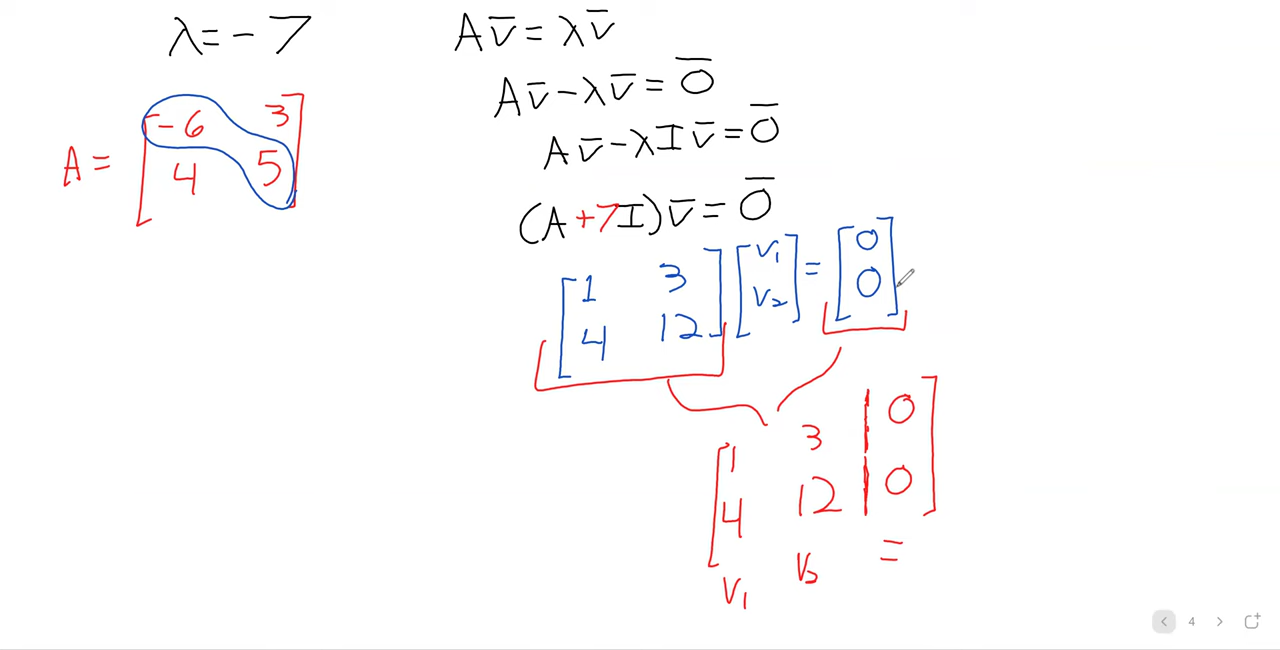 λ = -7
A = [-6 3
4 5]
Av̄ = λv̄
Av̄ - λv̄ = 0̄
Av̄ - λIv̄ = 0̄
(A + 7I)v̄ = 0̄
[1 3 [v₁ = [0
4 12] v₂] 0]
[1 3 | 0
4 12 | 0]
v₁ v₂ =
4